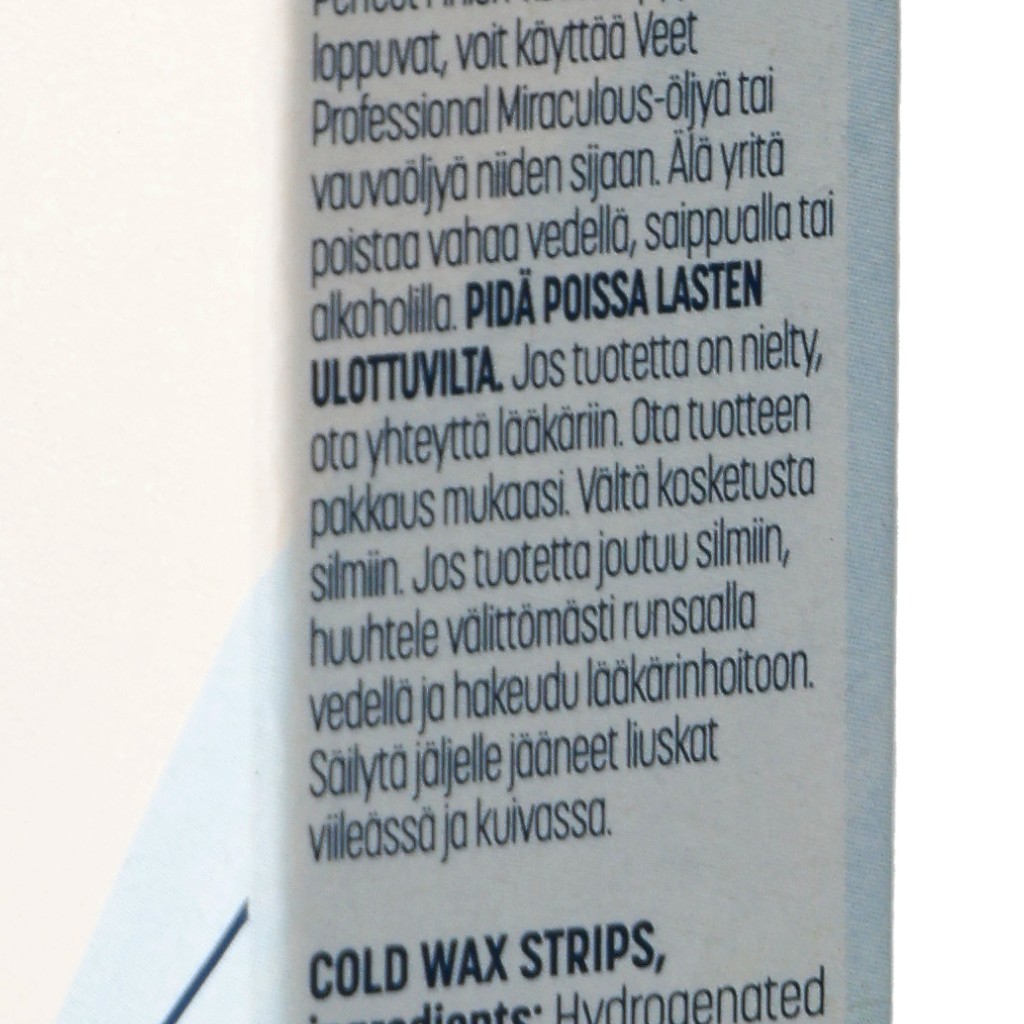 loppuvat, voit käyttää Veet
Professional Miraculous-öljyä tai
vauvaöljyä niiden sijaan. Älä yritä
poistaa vahaa vedellä, saippualla tai
alkoholilla. PIDÄ POISSA LASTEN
ULOTTUVILTA. Jos tuotetta on nielty,
ota yhteyttä lääkäriin. Ota tuotteen
pakkaus mukaasi. Vältä kosketusta
silmiin. Jos tuotetta joutuu silmiin,
huuhtele välittömästi runsaalla
vedellä ja hakeudu lääkärinhoitoon.
Säilytä jäljelle jääneet liuskat
viileässä ja kuivassa.
COLD WAX STRIPS,
ingredients: Hydrogenated